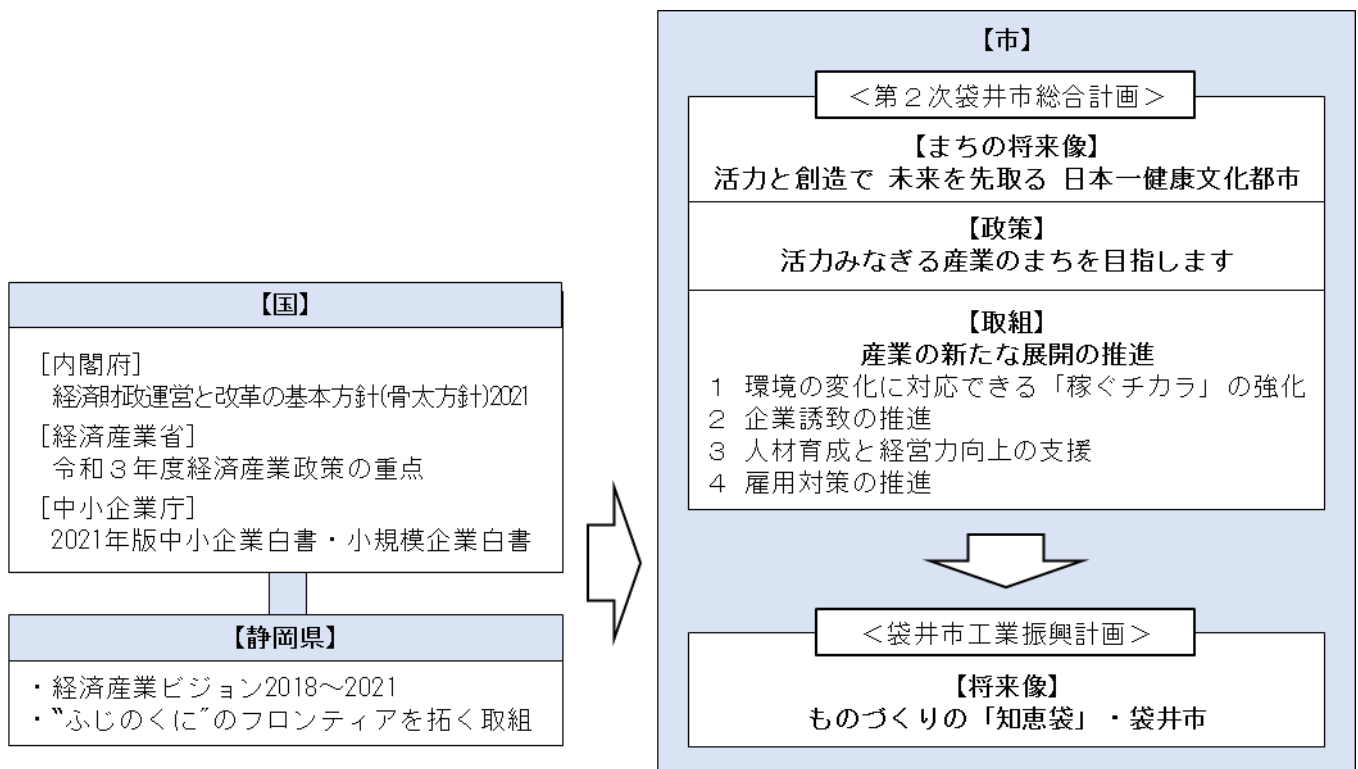 【国】
[内閣府]
経済財政運営と改革の基本方針(骨太方針)2021
[経済産業省]
令和３年度経済産業政策の重点
[中小企業庁]
2021年版中小企業白書・小規模企業白書
【静岡県】
・経済産業ビジョン2018～2021
・〝ふじのくに″のフロンティアを拓く取組
【市】
＜第２次袋井市総合計画＞
【まちの将来像】
活力と創造で 未来を先取る 日本一健康文化都市
【政策】
活力みなぎる産業のまちを目指します
【取組】
産業の新たな展開の推進
１ 環境の変化に対応できる「稼ぐチカラ」の強化
２ 企業誘致の推進
３ 人材育成と経営力向上の支援
４ 雇用対策の推進
＜袋井市工業振興計画＞
【将来像】
ものづくりの「知恵袋」・袋井市